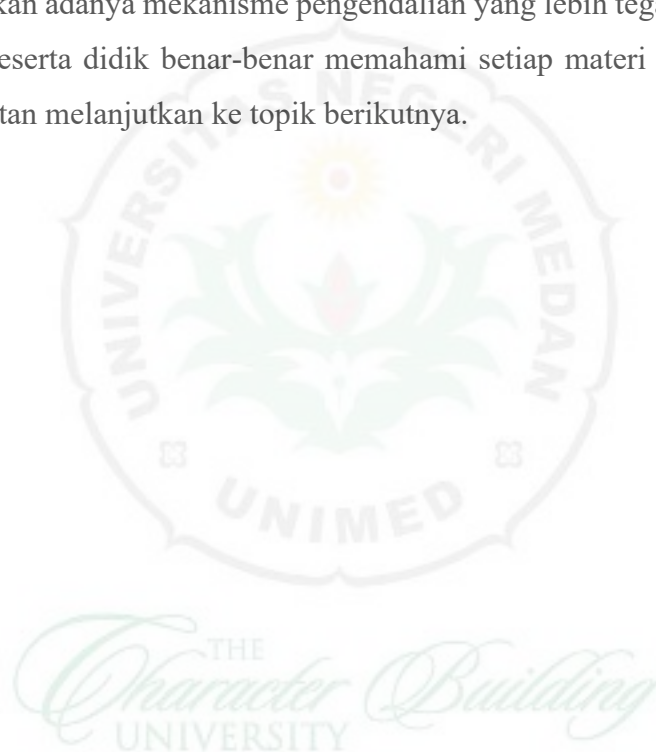 kan adanya mekanisme pengendalian yang lebih tega
eserta didik benar-benar memahami setiap materi
tan melanjutkan ke topik berikutnya.
UNIVERSITAS NEGERI MEDAN
UNIMED
THE
Character Building
UNIVERSITY